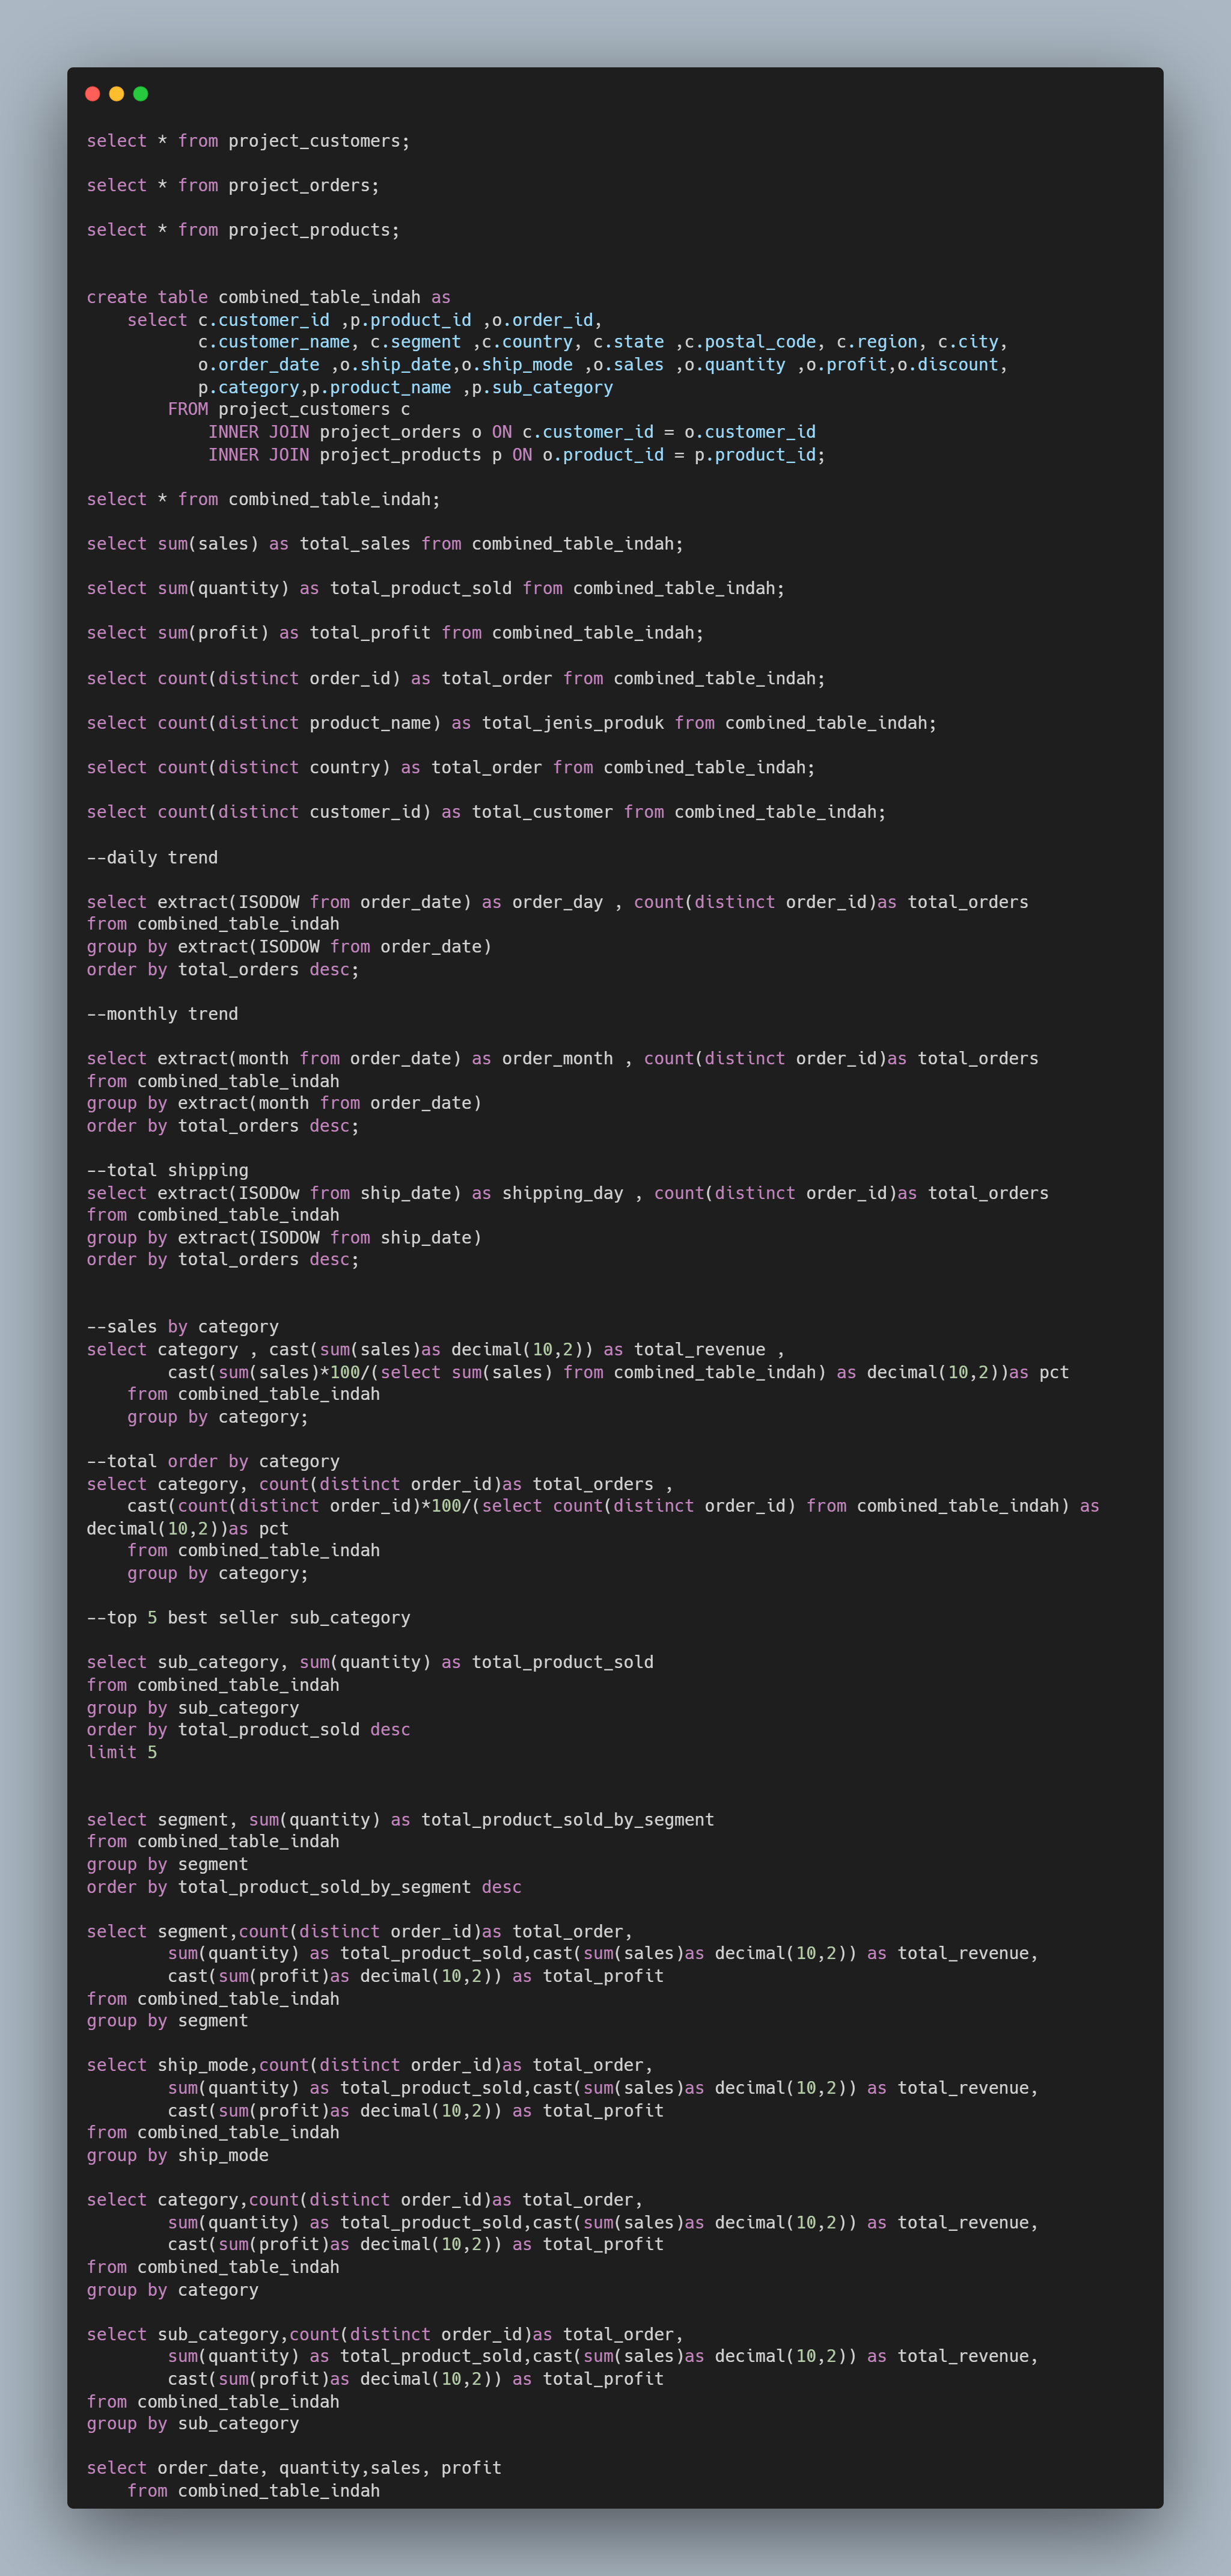 select * from project_customers;

select * from project_orders;

select * from project_products;


create table combined_table_indah as
    select c.customer_id ,p.product_id ,o.order_id,
           c.customer_name, c.segment ,c.country, c.state ,c.postal_code, c.region, c.city,
           o.order_date ,o.ship_date,o.ship_mode ,o.sales ,o.quantity ,o.profit,o.discount,
           p.category,p.product_name ,p.sub_category
        FROM project_customers c
            INNER JOIN project_orders o ON c.customer_id = o.customer_id
            INNER JOIN project_products p ON o.product_id = p.product_id;

select * from combined_table_indah;

select sum(sales) as total_sales from combined_table_indah;

select sum(quantity) as total_product_sold from combined_table_indah;

select sum(profit) as total_profit from combined_table_indah;

select count(distinct order_id) as total_order from combined_table_indah;

select count(distinct product_name) as total_jenis_produk from combined_table_indah;

select count(distinct country) as total_order from combined_table_indah;

select count(distinct customer_id) as total_customer from combined_table_indah;

--daily trend

select extract(ISODOW from order_date) as order_day , count(distinct order_id)as total_orders
from combined_table_indah
group by extract(ISODOW from order_date)
order by total_orders desc;

--monthly trend

select extract(month from order_date) as order_month , count(distinct order_id)as total_orders
from combined_table_indah
group by extract(month from order_date)
order by total_orders desc;

--total shipping
select extract(ISODOw from ship_date) as shipping_day , count(distinct order_id)as total_orders
from combined_table_indah
group by extract(ISODOW from ship_date)
order by total_orders desc;


--sales by category
select category , cast(sum(sales)as decimal(10,2)) as total_revenue ,
        cast(sum(sales)*100/(select sum(sales) from combined_table_indah) as decimal(10,2))as pct
    from combined_table_indah
    group by category;

--total order by category
select category, count(distinct order_id)as total_orders ,
    cast(count(distinct order_id)*100/(select count(distinct order_id) from combined_table_indah) as
decimal(10,2))as pct
    from combined_table_indah
    group by category;

--top 5 best seller sub_category

select sub_category, sum(quantity) as total_product_sold
from combined_table_indah
group by sub_category
order by total_product_sold desc
limit 5


select segment, sum(quantity) as total_product_sold_by_segment
from combined_table_indah
group by segment
order by total_product_sold_by_segment desc

select segment,count(distinct order_id)as total_order,
        sum(quantity) as total_product_sold,cast(sum(sales)as decimal(10,2)) as total_revenue,
        cast(sum(profit)as decimal(10,2)) as total_profit
from combined_table_indah
group by segment

select ship_mode,count(distinct order_id)as total_order,
        sum(quantity) as total_product_sold,cast(sum(sales)as decimal(10,2)) as total_revenue,
        cast(sum(profit)as decimal(10,2)) as total_profit
from combined_table_indah
group by ship_mode

select category,count(distinct order_id)as total_order,
        sum(quantity) as total_product_sold,cast(sum(sales)as decimal(10,2)) as total_revenue,
        cast(sum(profit)as decimal(10,2)) as total_profit
from combined_table_indah
group by category

select sub_category,count(distinct order_id)as total_order,
        sum(quantity) as total_product_sold,cast(sum(sales)as decimal(10,2)) as total_revenue,
        cast(sum(profit)as decimal(10,2)) as total_profit
from combined_table_indah
group by sub_category

select order_date, quantity,sales, profit
    from combined_table_indah